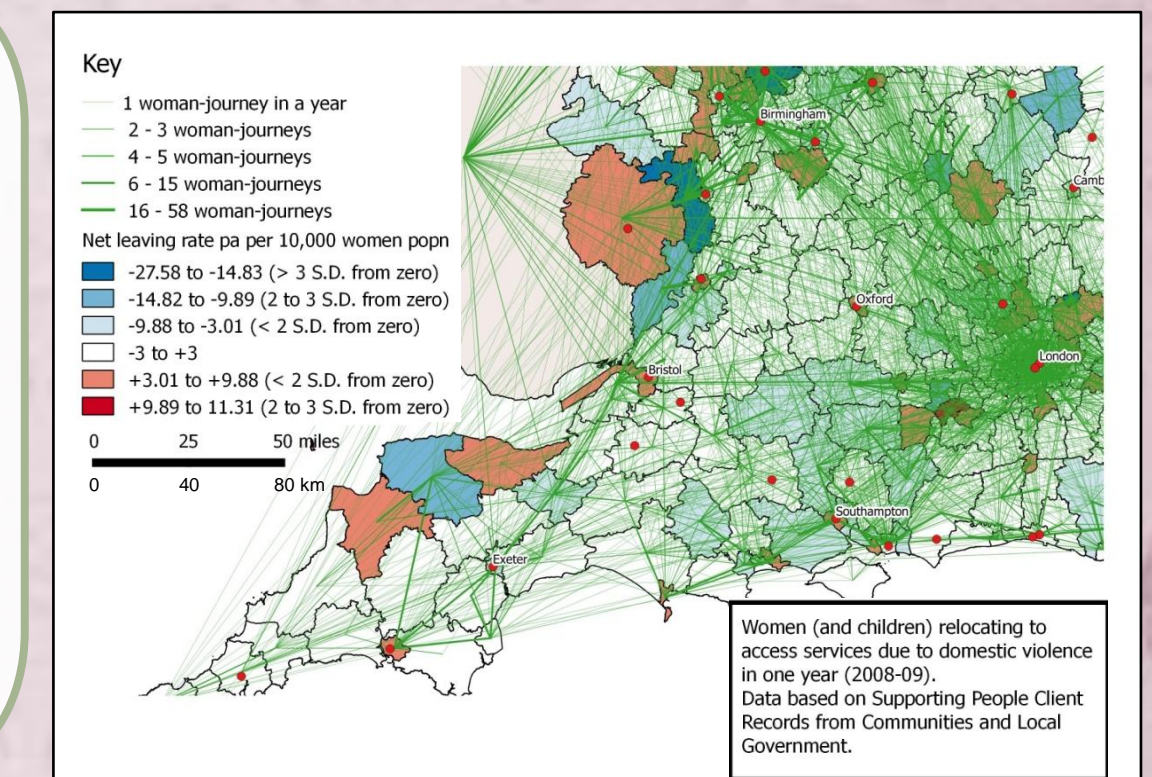 Key
1 woman-journey in a year
2 - 3 woman-journeys
4 - 5 woman-journeys
6 - 15 woman-journeys
16 - 58 woman-journeys
Net leaving rate pa per 10,000 women popn
-27.58 to -14.83 (> 3 S.D. from zero)
-14.82 to -9.89 (2 to 3 S.D. from zero)
-9.88 to -3.01 (< 2 S.D. from zero)
-3 to +3
+3.01 to +9.88 (< 2 S.D. from zero)
+9.89 to 11.31 (2 to 3 S.D. from zero)
0 25 50 miles
0 40 80 km
Birmingham
Camb
Oxford
London
Bristol
Southampton
Exeter
Women (and children) relocating to
access services due to domestic violence
in one year (2008-09).
Data based on Supporting People Client
Records from Communities and Local
Government.